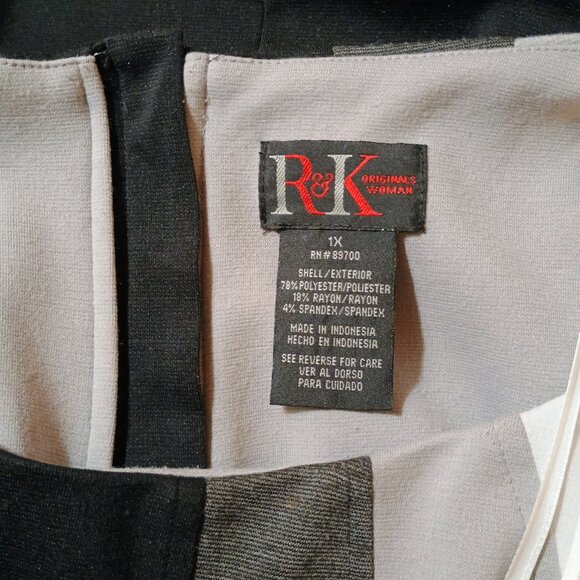 R&K ORIGINALS
WOMAN
1X
RN # 89700
SHELL/EXTERIOR
78% POLYESTER/POLIESTER
18% RAYON/RAYON
4% SPANDEX/SPANDEX
MADE IN INDONESIA
HECHO EN INDONESIA
SEE REVERSE FOR CARE
VER AL DORSO
PARA CUIDADO